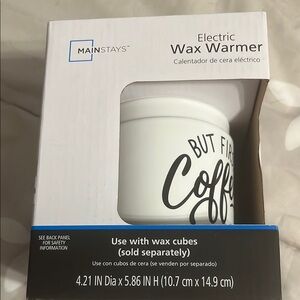 MAINSTAYS™
Electric
Wax Warmer
Calentador de cera eléctrico
BUT FIR
Coffe
SEE BACK PANEL
FOR SAFETY
INFORMATION
Use with wax cubes
(sold separately)
Use con cubos de cera (se venden por separado)
4.21 IN Dia x 5.86 IN H (10.7 cm x 14.9 cm)